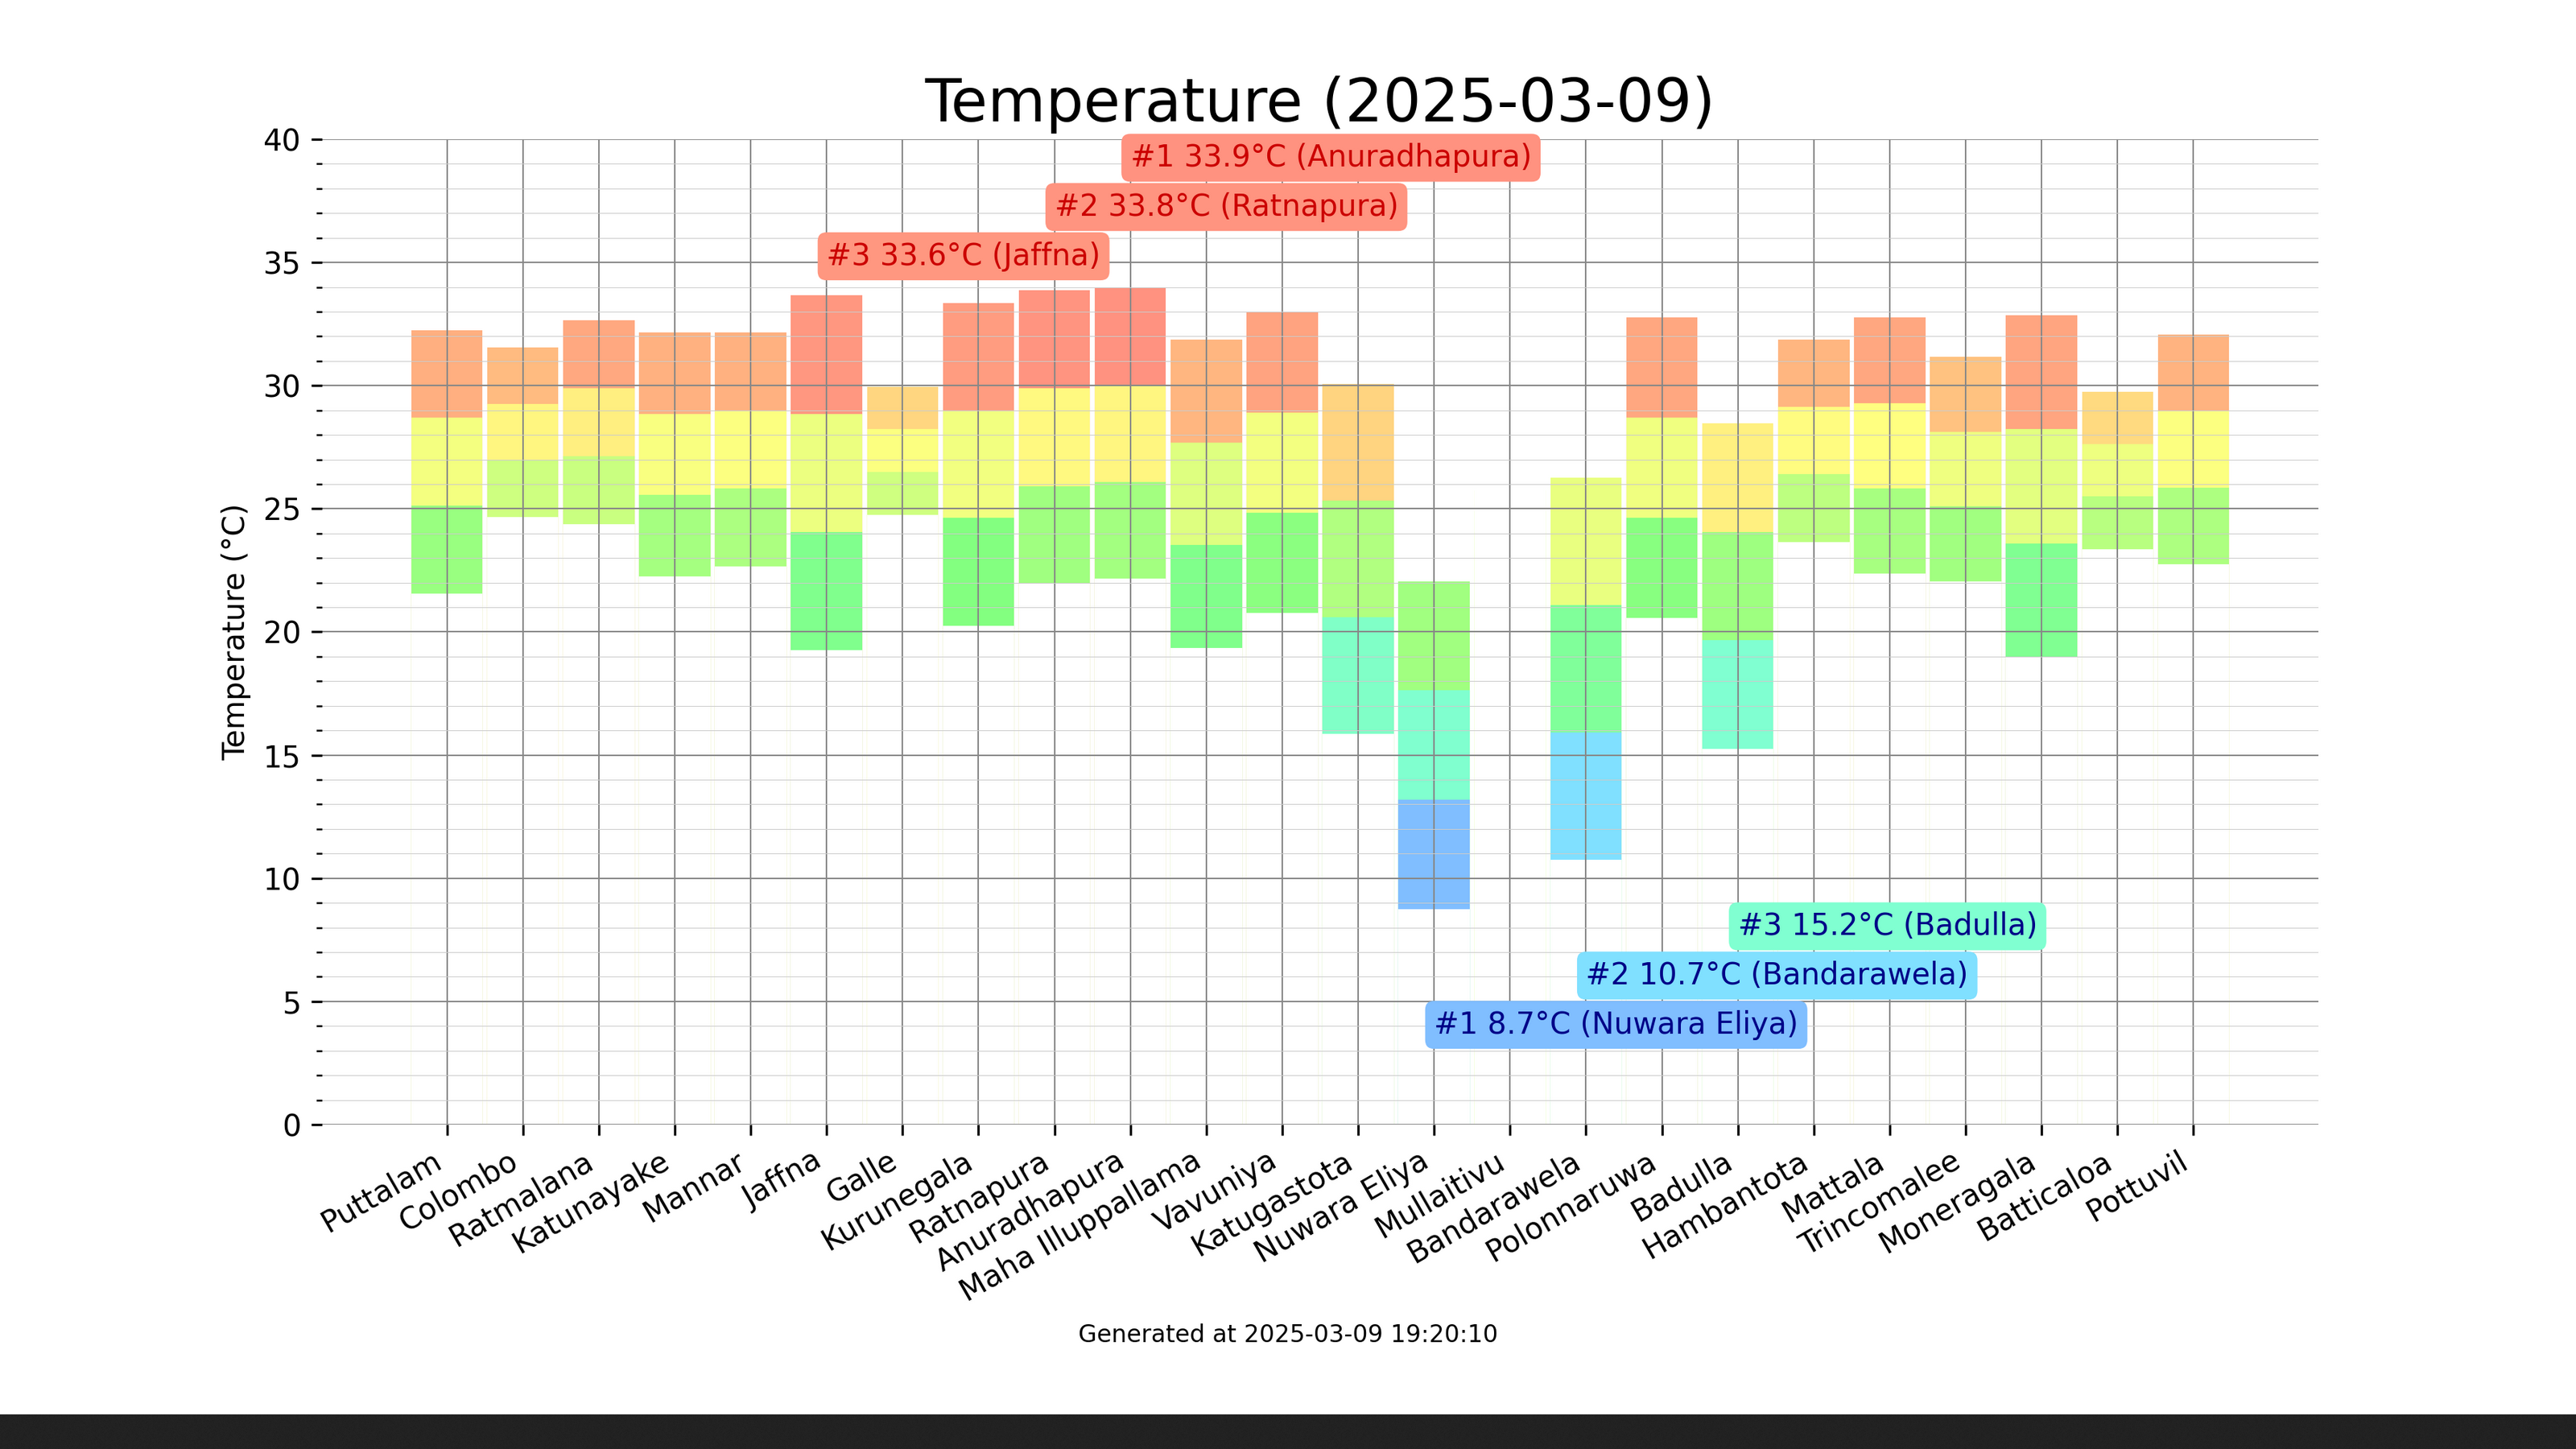 Temperature (2025-03-09)
#1 33.9°C (Anuradhapura)
#2 33.8°C (Ratnapura)
#3 33.6°C (Jaffna)
40
35
30
25
20
15
10
5
0
Temperature (°C)
#3 15.2°C (Badulla)
#2 10.7°C (Bandarawela)
#1 8.7°C (Nuwara Eliya)
Puttalam
Colombo
Ratmalana
Katunayake
Mannar
Jaffna
Galle
Kurunegala
Ratnapura
Anuradhapura
Maha Illuppallama
Vavuniya
Katugastota
Nuwara Eliya
Mullaitivu
Bandarawela
Polonnaruwa
Badulla
Hambantota
Mattala
Trincomalee
Moneragala
Batticaloa
Pottuvil
Generated at 2025-03-09 19:20:10